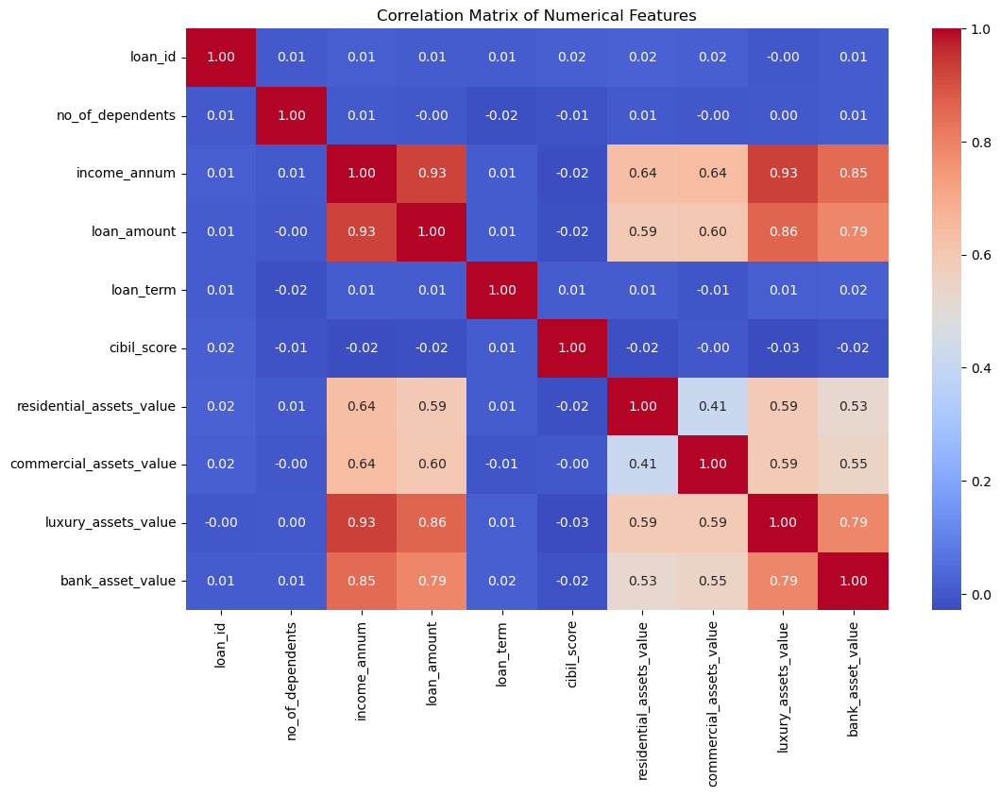 Correlation Matrix of Numerical Features
loan_id 1.00 0.01 0.01 0.01 0.01 0.02 0.02 0.02 -0.00 0.01
no_of_dependents 0.01 1.00 0.01 -0.00 -0.02 -0.01 0.01 -0.00 0.00 0.01
income_annum 0.01 0.01 1.00 0.93 0.01 -0.02 0.64 0.64 0.93 0.85
loan_amount 0.01 -0.00 0.93 1.00 0.01 -0.02 0.59 0.60 0.86 0.79
loan_term 0.01 -0.02 0.01 0.01 1.00 0.01 0.01 -0.01 0.01 0.02
cibil_score 0.02 -0.01 -0.02 -0.02 0.01 1.00 -0.02 -0.00 -0.03 -0.02
residential_assets_value 0.02 0.01 0.64 0.59 0.01 -0.02 1.00 0.41 0.59 0.53
commercial_assets_value 0.02 -0.00 0.64 0.60 -0.01 -0.00 0.41 1.00 0.59 0.55
luxury_assets_value -0.00 0.00 0.93 0.86 0.01 -0.03 0.59 0.59 1.00 0.79
bank_asset_value 0.01 0.01 0.85 0.79 0.02 -0.02 0.53 0.55 0.79 1.00
loan_id
no_of_dependents
income_annum
loan_amount
loan_term
cibil_score
residential_assets_value
commercial_assets_value
luxury_assets_value
bank_asset_value
1.0
0.8
0.6
0.4
0.2
0.0